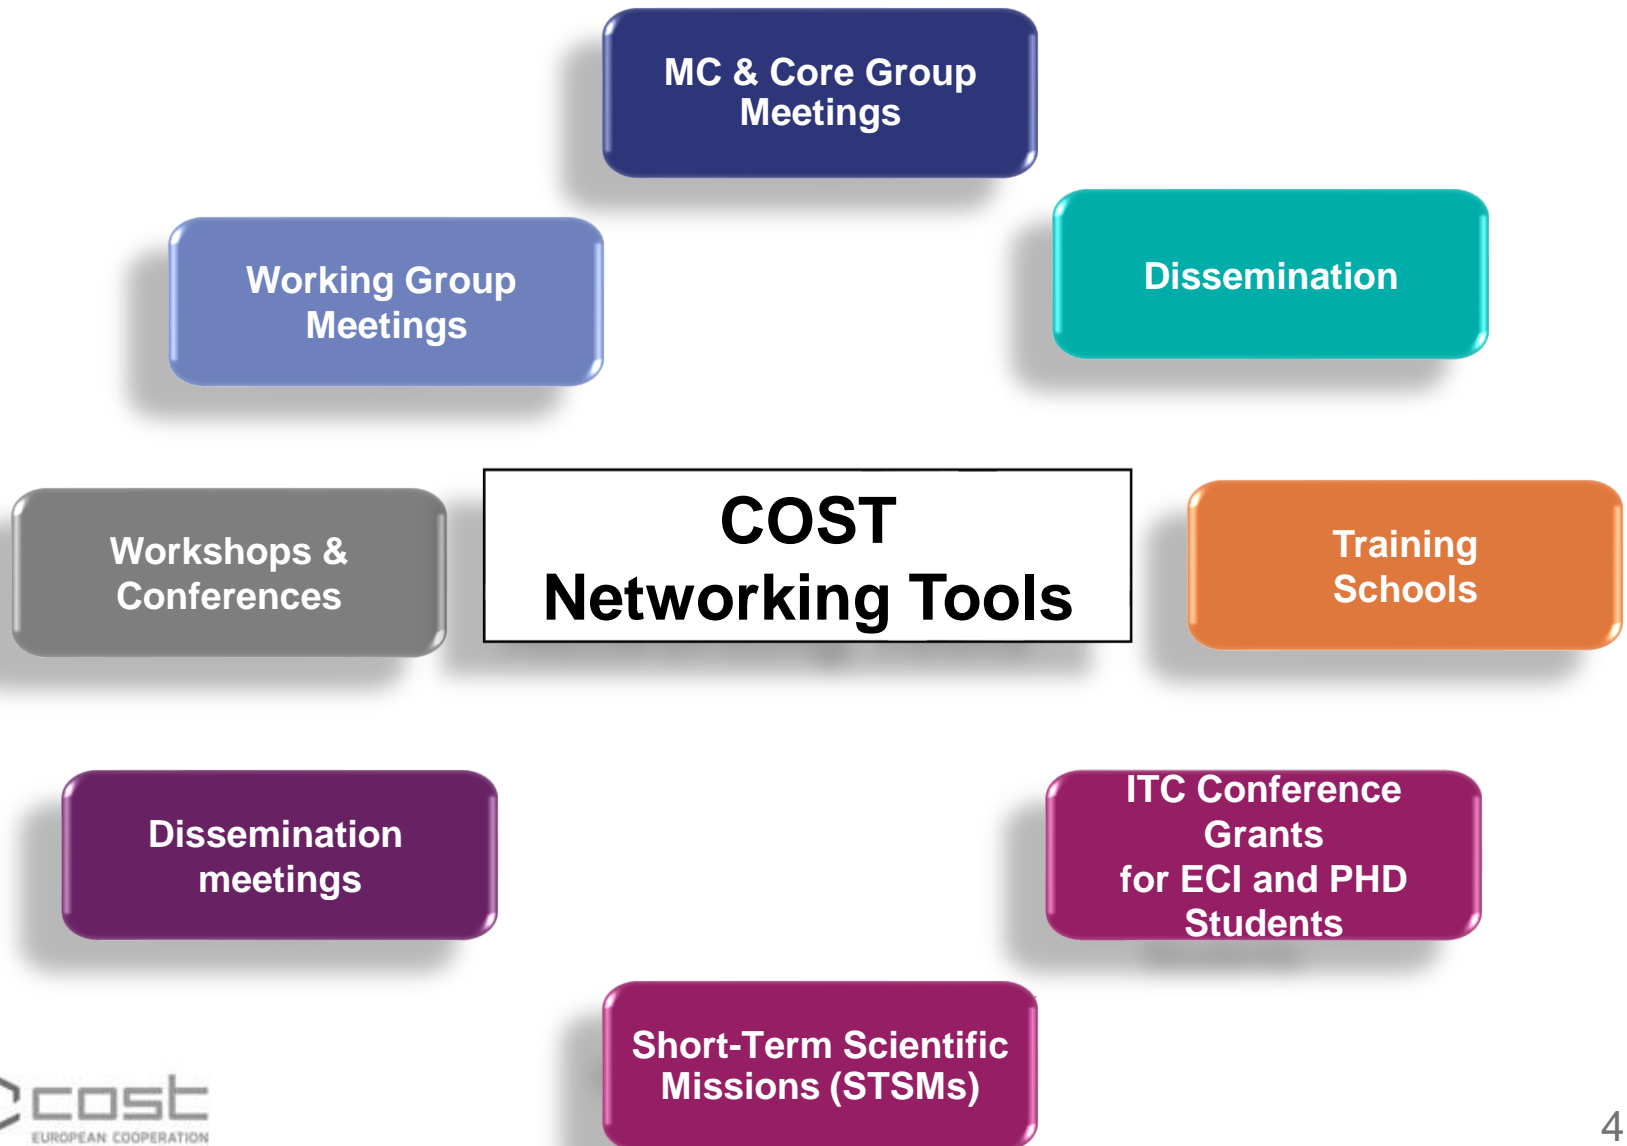 MC & Core Group
Meetings
Dissemination
Working Group
Meetings
COST
Networking Tools
Workshops &
Conferences
Training
Schools
Dissemination
meetings
ITC Conference
Grants
for ECI and PHD
Students
Short-Term Scientific
Missions (STSMs)
cost
EUROPEAN COOPERATION
4